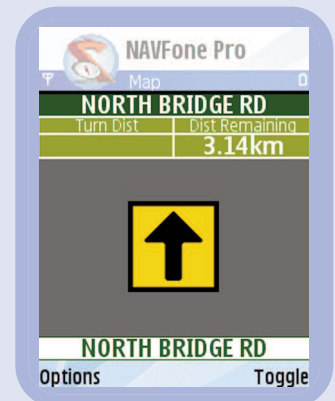 NAVFone Pro
Map
NORTH BRIDGE RD
Turn Dist Dist Remaining
3.14km
NORTH BRIDGE RD
Options Toggle